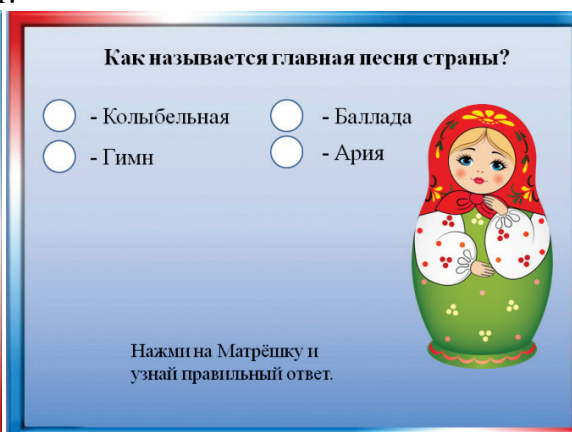 Как называется главная песня страны?
- Колыбельная
- Баллада
- Гимн
- Ария
Нажми на Матрёшку и
узнай правильный ответ.